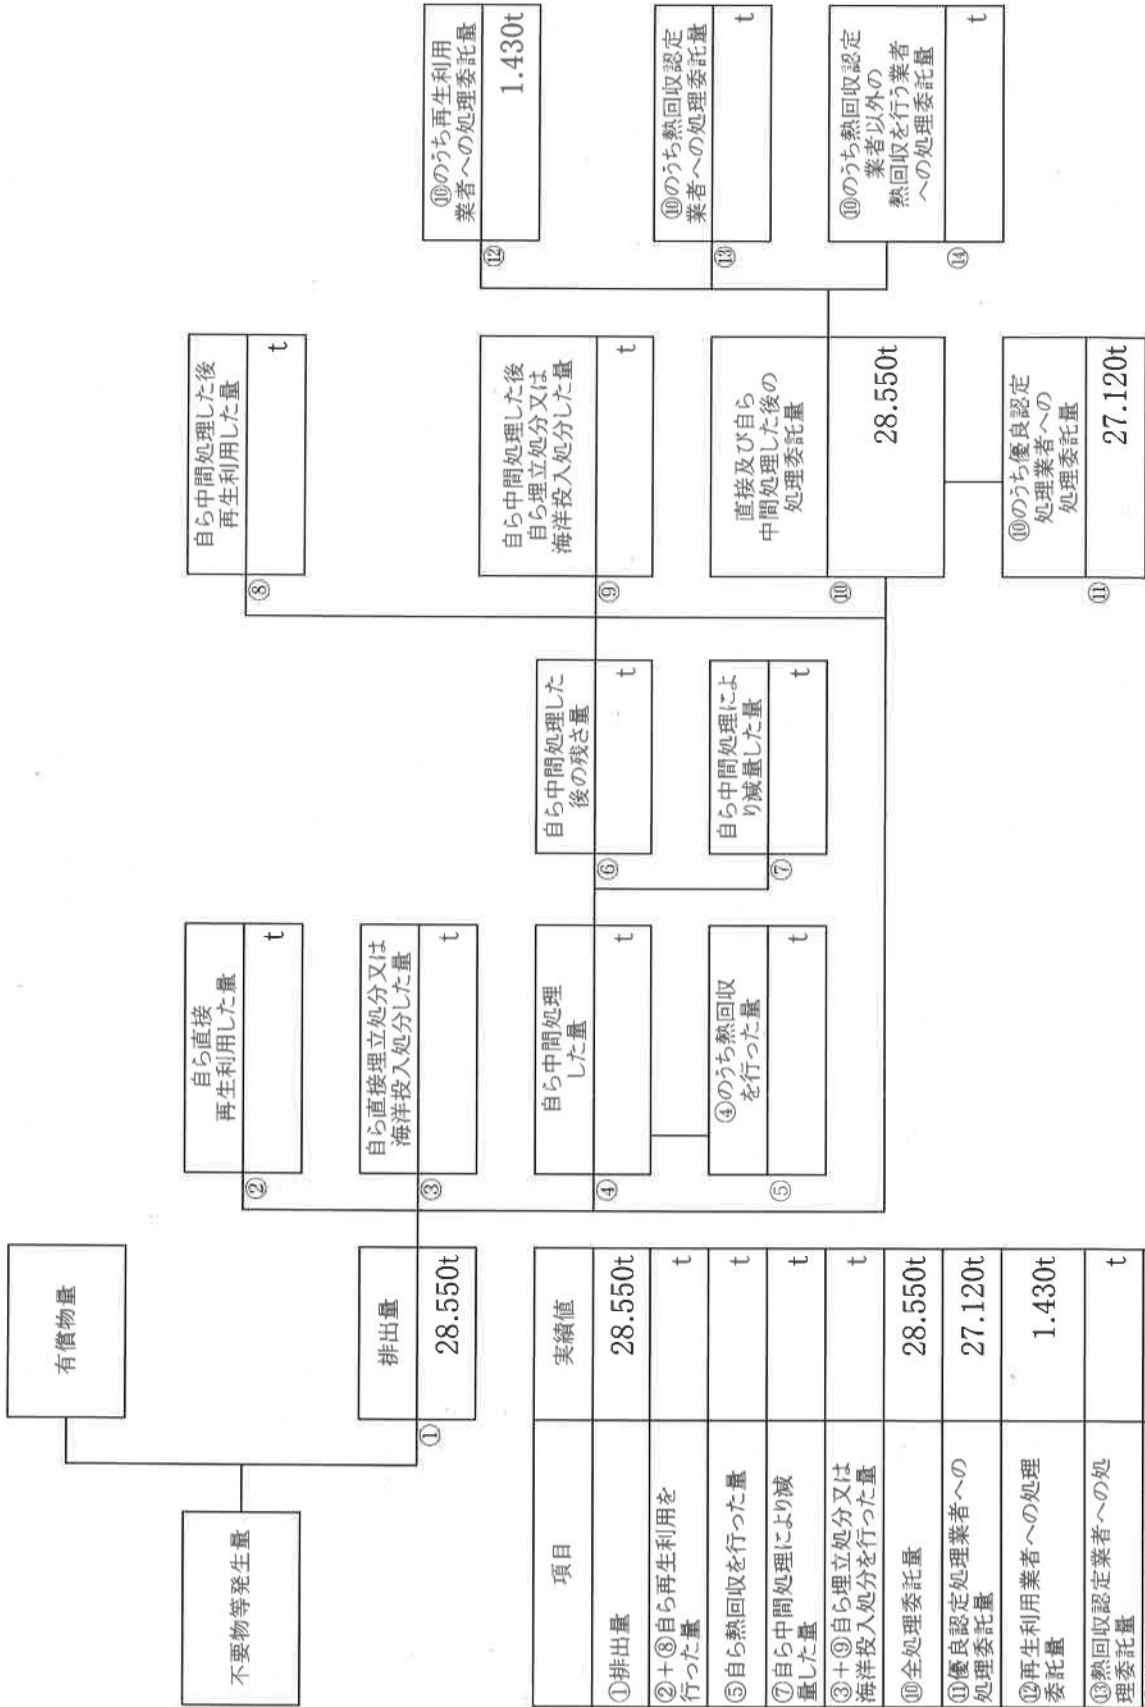 不要物等発生量
有償物量
①
排出量
28.550t
②
自ら直接
再生利用した量
t
③
自ら直接埋立処分又は
海洋投入処分した量
t
④
自ら中間処理
した量
t
⑤
④のうち熱回収
を行った量
t
⑥
自ら中間処理した
後の残さ量
t
⑦
自ら中間処理によ
り減量した量
t
⑧
自ら中間処理した後
再生利用した量
t
⑨
自ら中間処理した後
自ら埋立処分又は
海洋投入処分した量
t
⑩
直接及び自ら
中間処理した後の
処理委託量
28.550t
⑪
⑩のうち優良認定
処理業者への
処理委託量
27.120t
⑫
⑩のうち再生利用
業者への処理委託量
1.430t
⑬
⑩のうち熱回収認定
業者への処理委託量
t
⑭
⑩のうち熱回収認定
業者以外の
熱回収を行う業者
への処理委託量
t
項目 実績値
①排出量 28.550t
②+⑧自ら再生利用を
行った量 t
⑤自ら熱回収を行った量 t
⑦自ら中間処理により減
量した量 t
③+⑨自ら埋立処分又は
海洋投入処分を行った量 t
⑩全処理委託量 28.550t
⑪優良認定処理業者への
処理委託量 27.120t
⑫再生利用業者への処理
委託量 1.430t
⑬熱回収認定業者への処
理委託量 t